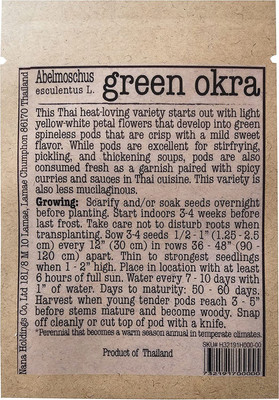 Abelmoschus
esculentus L.
green okra
This Thai heat-loving variety starts out with light
yellow-white petal flowers that develop into green
spineless pods that are crisp with a mild sweet
flavor. While pods are excellent for stirfrying,
pickling, and thickening soups, pods are also
consumed fresh as a garnish paired with spicy
curries and sauces in Thai cuisine. This variety is
also less mucilaginous.
Growing: Scarify and/or soak seeds overnight
before planting. Start indoors 3-4 weeks before
last frost. Take care not to disturb roots when
transplanting. Sow 3-4 seeds 1/2- 1" (1.25 - 2.5
cm) every 12" (30 cm) in rows 36 - 48" (90 -
120 cm) apart. Thin to strongest seedlings
when 1 - 2" high. Place in location with at least
6 hours of full sun. Water every 7 - 10 days with
1" of water. Days to maturity: 50 - 60 days.
Harvest when young tender pods reach 3 - 5"
before stems mature and become woody. Snap
off cleanly or cut top of pod with a knife.
*Perennial that becomes a warm season annual in temperate climates.
Product of Thailand
SKU# H32191H000-00
Nana Holdings Co, Ltd 181/8 M 10 Lamae, Lamae Chumphon 86170 Thailand